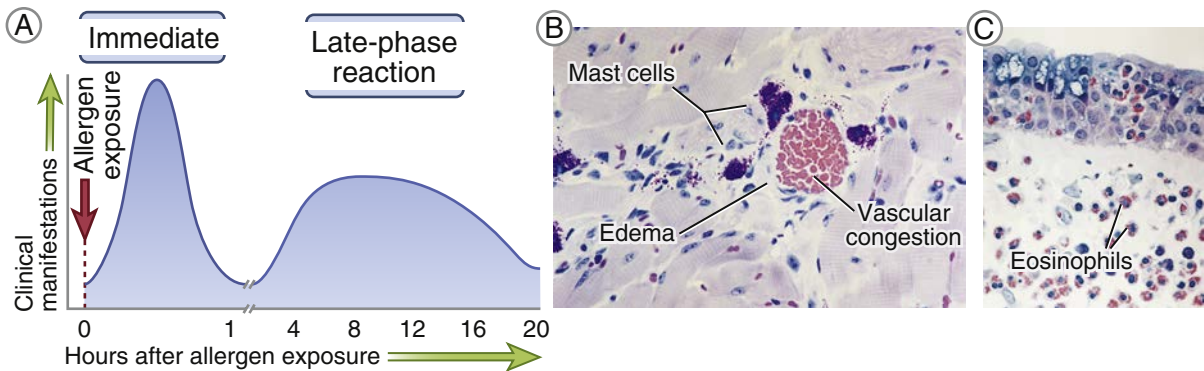 A
Immediate
Late-phase
reaction
Clinical
manifestations
Allergen
exposure
0
1
4
8
12
16
20
Hours after allergen exposure
B
Mast cells
Edema
Vascular
congestion
C
Eosinophils